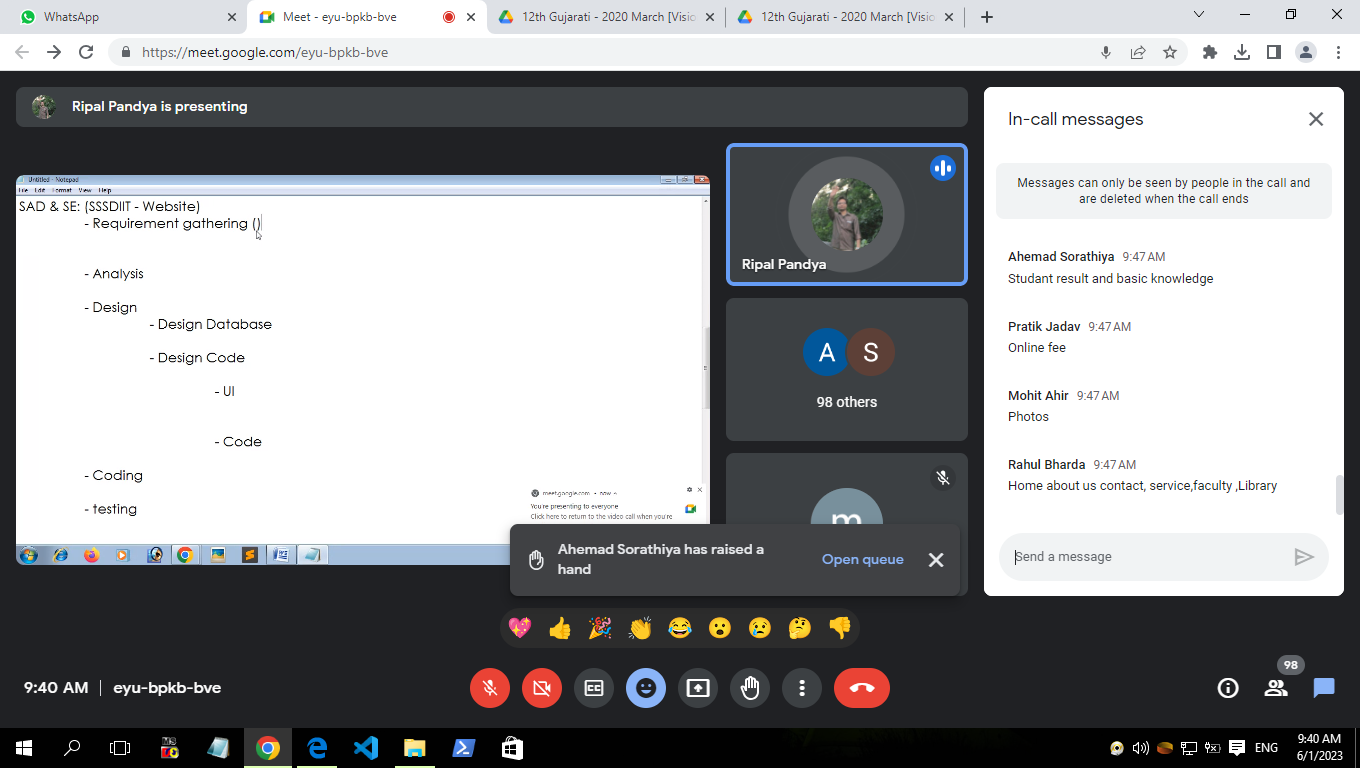 WhatsApp
Meet - eyu-bpkb-bve
12th Gujarati - 2020 March [Visio
12th Gujarati - 2020 March [Visio
https://meet.google.com/eyu-bpkb-bve
Ripal Pandya is presenting
Untitled - Notepad
File Edit Format View Help
SAD & SE: (SSSDIIT - Website)
- Requirement gathering ()
- Analysis
- Design
- Design Database
- Design Code
- UI
- Code
- Coding
- testing
meet.google.com • now
You're presenting to everyone
Click here to return to the video call when you're
Ripal Pandya
A S
98 others
m
Ahemad Sorathiya has raised a
hand
Open queue
In-call messages
Messages can only be seen by people in the call and
are deleted when the call ends
Ahemad Sorathiya 9:47 AM
Studant result and basic knowledge
Pratik Jadav 9:47 AM
Online fee
Mohit Ahir 9:47 AM
Photos
Rahul Bharda 9:47 AM
Home about us contact, service,faculty ,Library
Send a message
9:40 AM | eyu-bpkb-bve
98
ENG
9:40 AM
6/1/2023